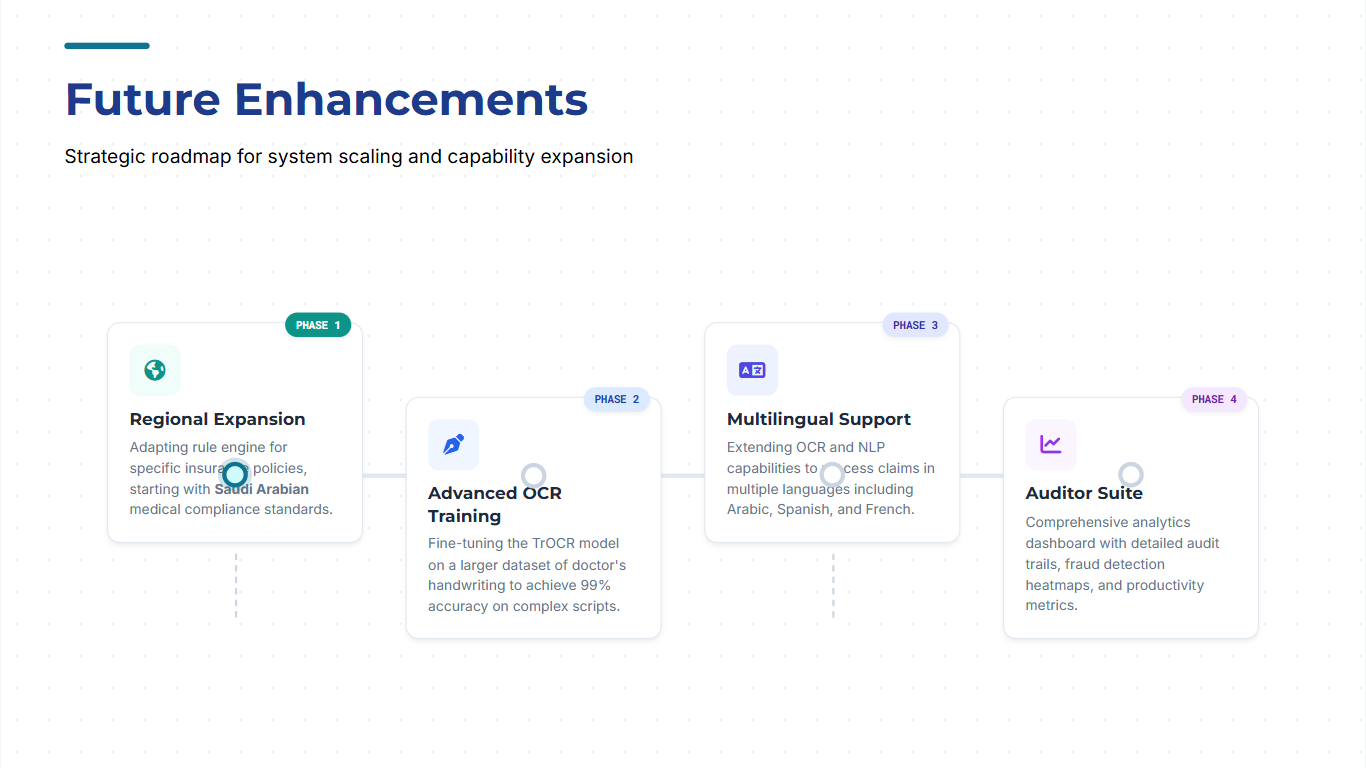 Future Enhancements
Strategic roadmap for system scaling and capability expansion
PHASE 1
Regional Expansion
Adapting rule engine for
specific insurance policies,
starting with Saudi Arabian
medical compliance standards.
PHASE 2
Advanced OCR
Training
Fine-tuning the TrOCR model
on a larger dataset of doctor's
handwriting to achieve 99%
accuracy on complex scripts.
PHASE 3
A
Multilingual Support
Extending OCR and NLP
capabilities to process claims in
multiple languages including
Arabic, Spanish, and French.
PHASE 4
Auditor Suite
Comprehensive analytics
dashboard with detailed audit
trails, fraud detection
heatmaps, and productivity
metrics.